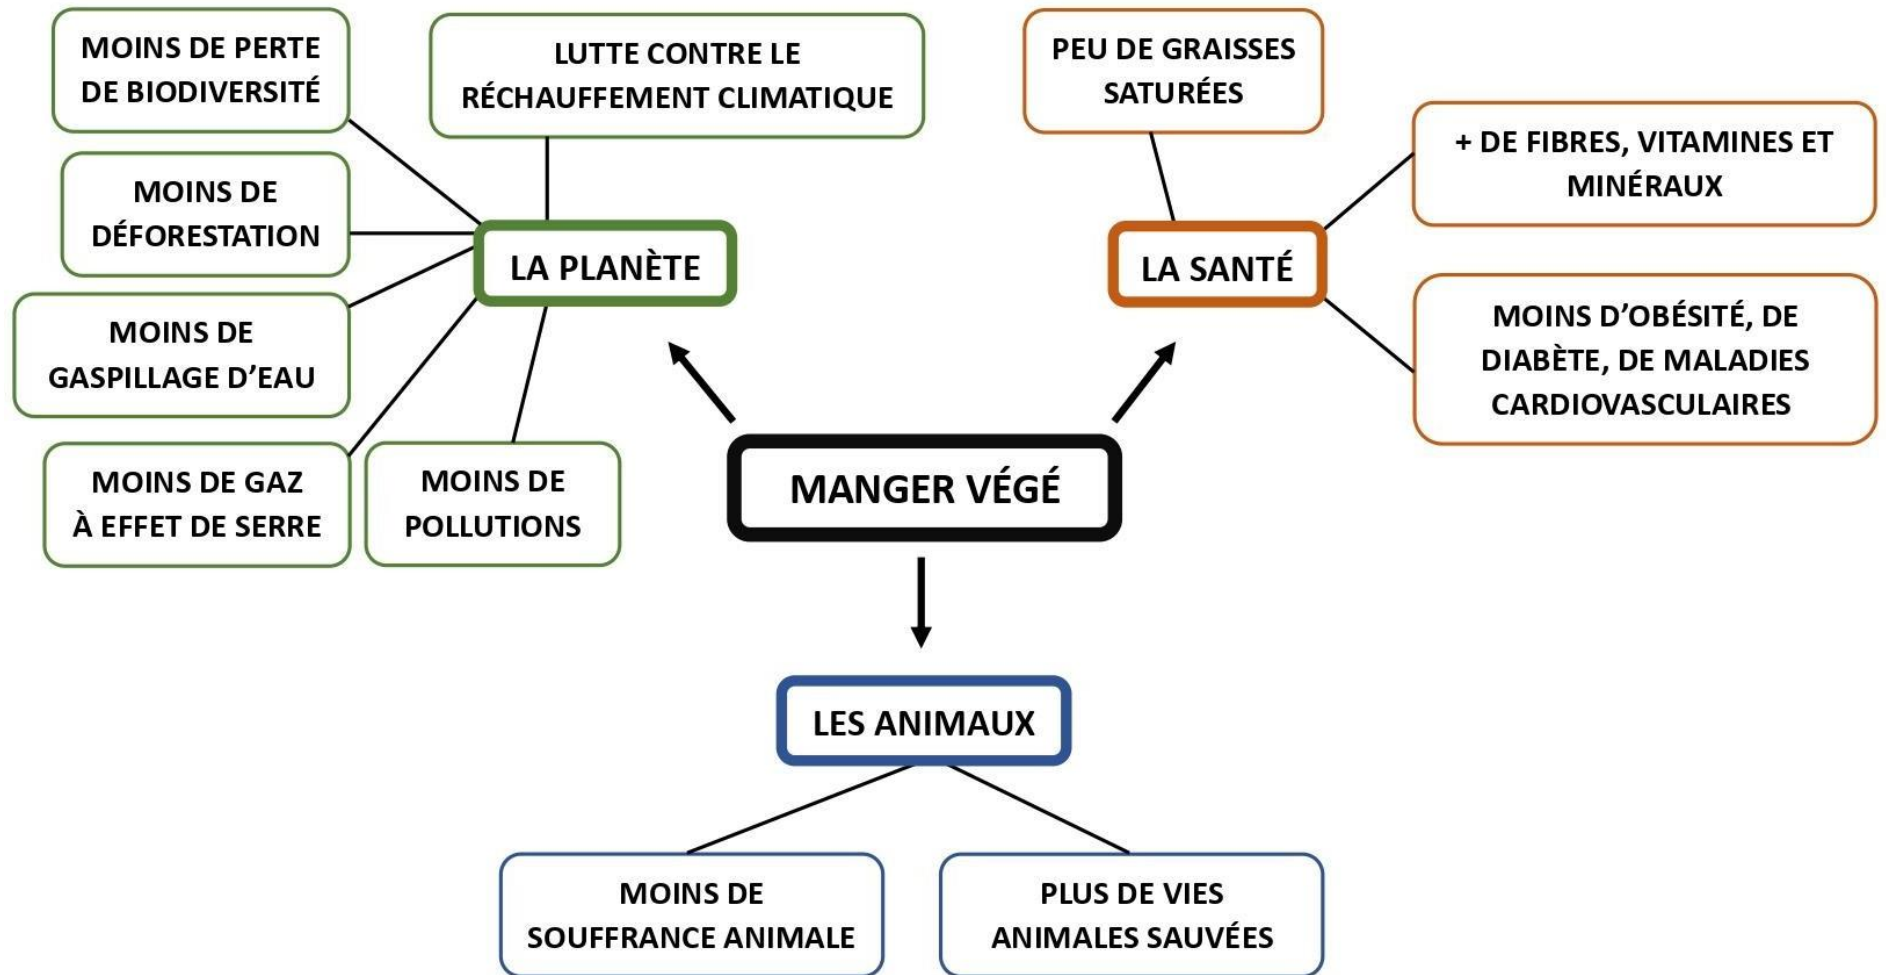 MOINS DE PERTE
DE BIODIVERSITÉ
LUTTE CONTRE LE
RÉCHAUFFEMENT CLIMATIQUE
MOINS DE
DÉFORESTATION
MOINS DE
GASPILLAGE D’EAU
MOINS DE GAZ
À EFFET DE SERRE
MOINS DE
POLLUTIONS
LA PLANÈTE
PEU DE GRAISSES
SATURÉES
+ DE FIBRES, VITAMINES ET
MINÉRAUX
LA SANTÉ
MOINS D’OBÉSITÉ, DE
DIABÈTE, DE MALADIES
CARDIOVASCULAIRES
MANGER VÉGÉ
LES ANIMAUX
MOINS DE
SOUFFRANCE ANIMALE
PLUS DE VIES
ANIMALES SAUVÉES